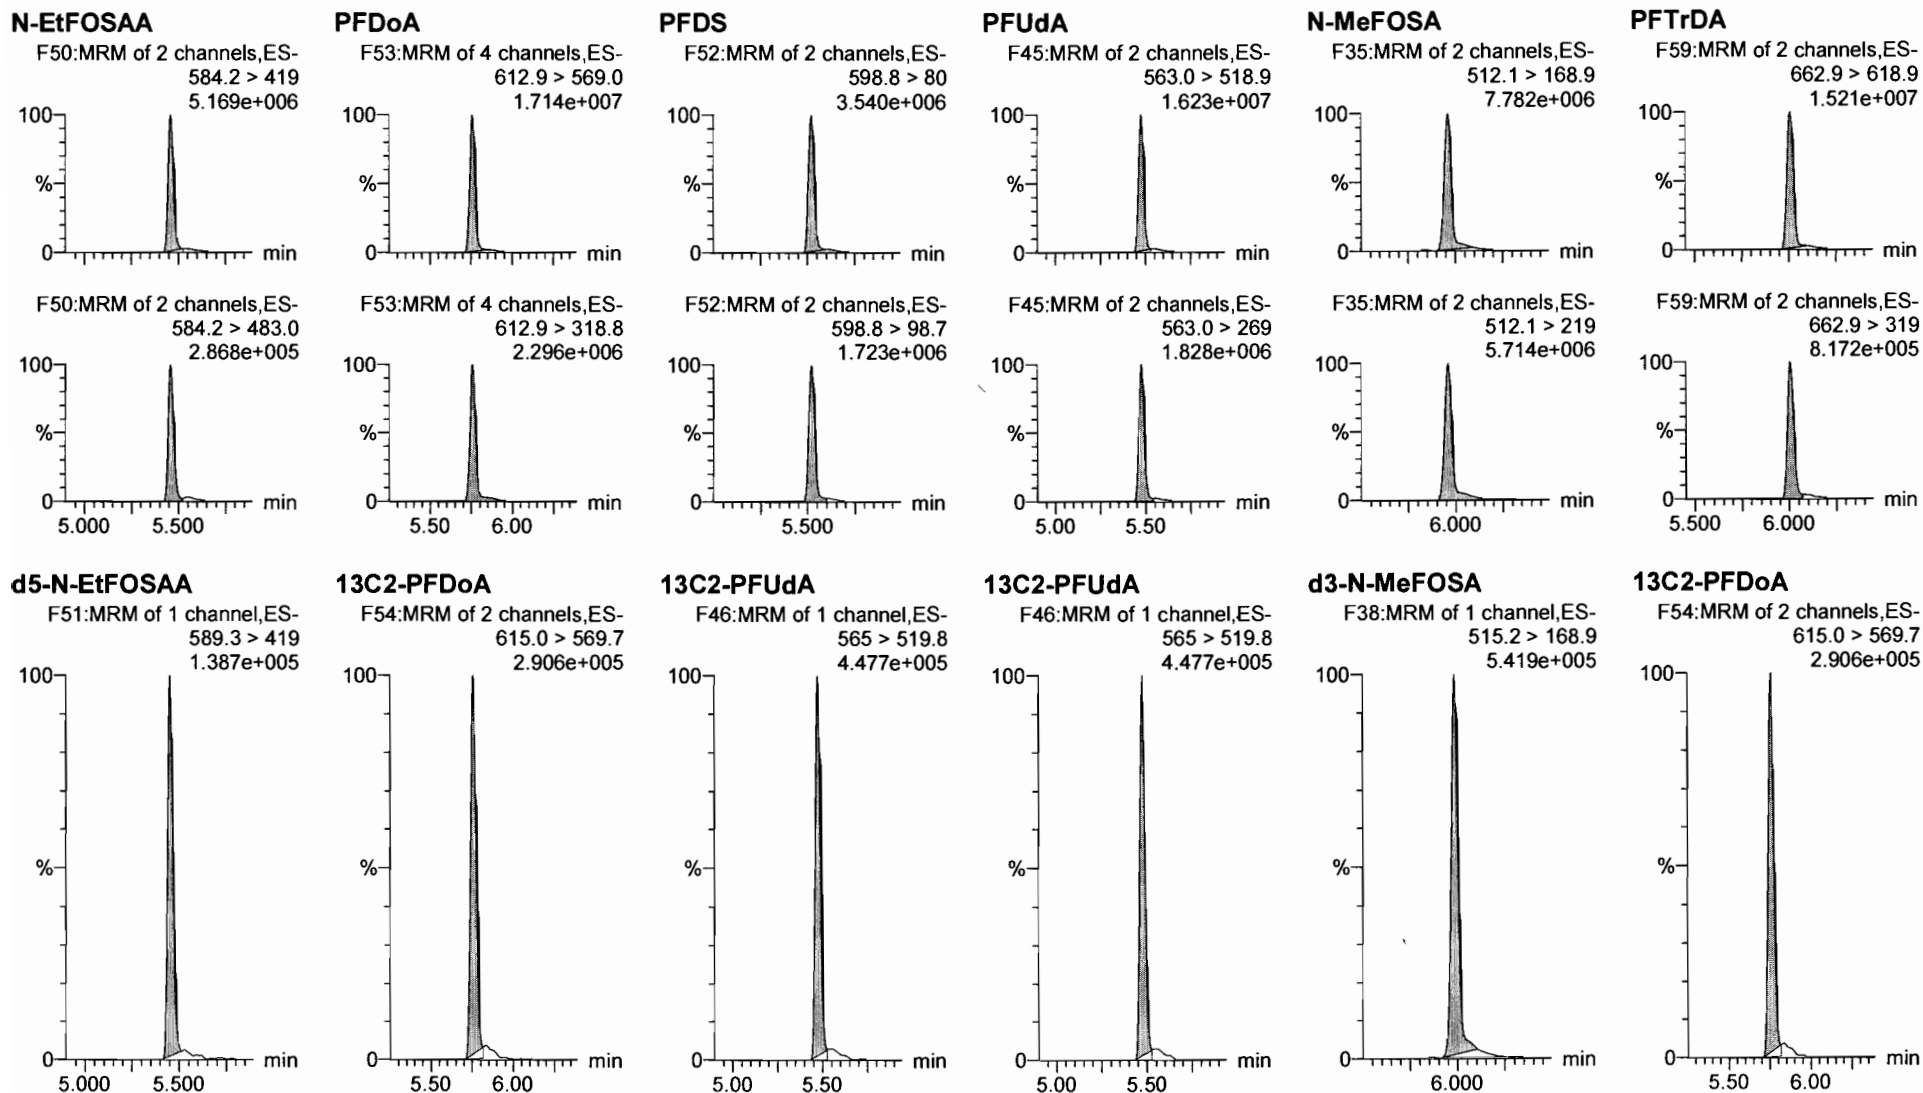 N-EtFOSAA
F50:MRM of 2 channels,ES-
584.2 > 419
5.169e+006
100
%
0
min
PFDoA
F53:MRM of 4 channels,ES-
612.9 > 569.0
1.714e+007
100
%
0
min
PFDS
F52:MRM of 2 channels,ES-
598.8 > 80
3.540e+006
100
%
0
min
PFUdA
F45:MRM of 2 channels,ES-
563.0 > 518.9
1.623e+007
100
%
0
min
N-MeFOSA
F35:MRM of 2 channels,ES-
512.1 > 168.9
7.782e+006
100
%
0
min
PFTrDA
F59:MRM of 2 channels,ES-
662.9 > 618.9
1.521e+007
100
%
0
min
F50:MRM of 2 channels,ES-
584.2 > 483.0
2.868e+005
100
%
0
min
5.000 5.500
F53:MRM of 4 channels,ES-
612.9 > 318.8
2.296e+006
100
%
0
min
5.50 6.00
F52:MRM of 2 channels,ES-
598.8 > 98.7
1.723e+006
100
%
0
min
5.500
F45:MRM of 2 channels,ES-
563.0 > 269
1.828e+006
100
%
0
min
5.00 5.50
F35:MRM of 2 channels,ES-
512.1 > 219
5.714e+006
100
%
0
min
6.000
F59:MRM of 2 channels,ES-
662.9 > 319
8.172e+005
100
%
0
min
5.500 6.000
d5-N-EtFOSAA
F51:MRM of 1 channel,ES-
589.3 > 419
1.387e+005
100
%
0
min
5.000 5.500
13C2-PFDoA
F54:MRM of 2 channels,ES-
615.0 > 569.7
2.906e+005
100
%
0
min
5.50 6.00
13C2-PFUdA
F46:MRM of 1 channel,ES-
565 > 519.8
4.477e+005
100
%
0
min
5.00 5.50
13C2-PFUdA
F46:MRM of 1 channel,ES-
565 > 519.8
4.477e+005
100
%
0
min
5.00 5.50
d3-N-MeFOSA
F38:MRM of 1 channel,ES-
515.2 > 168.9
5.419e+005
100
%
0
min
6.000
13C2-PFDoA
F54:MRM of 2 channels,ES-
615.0 > 569.7
2.906e+005
100
%
0
min
5.50 6.00